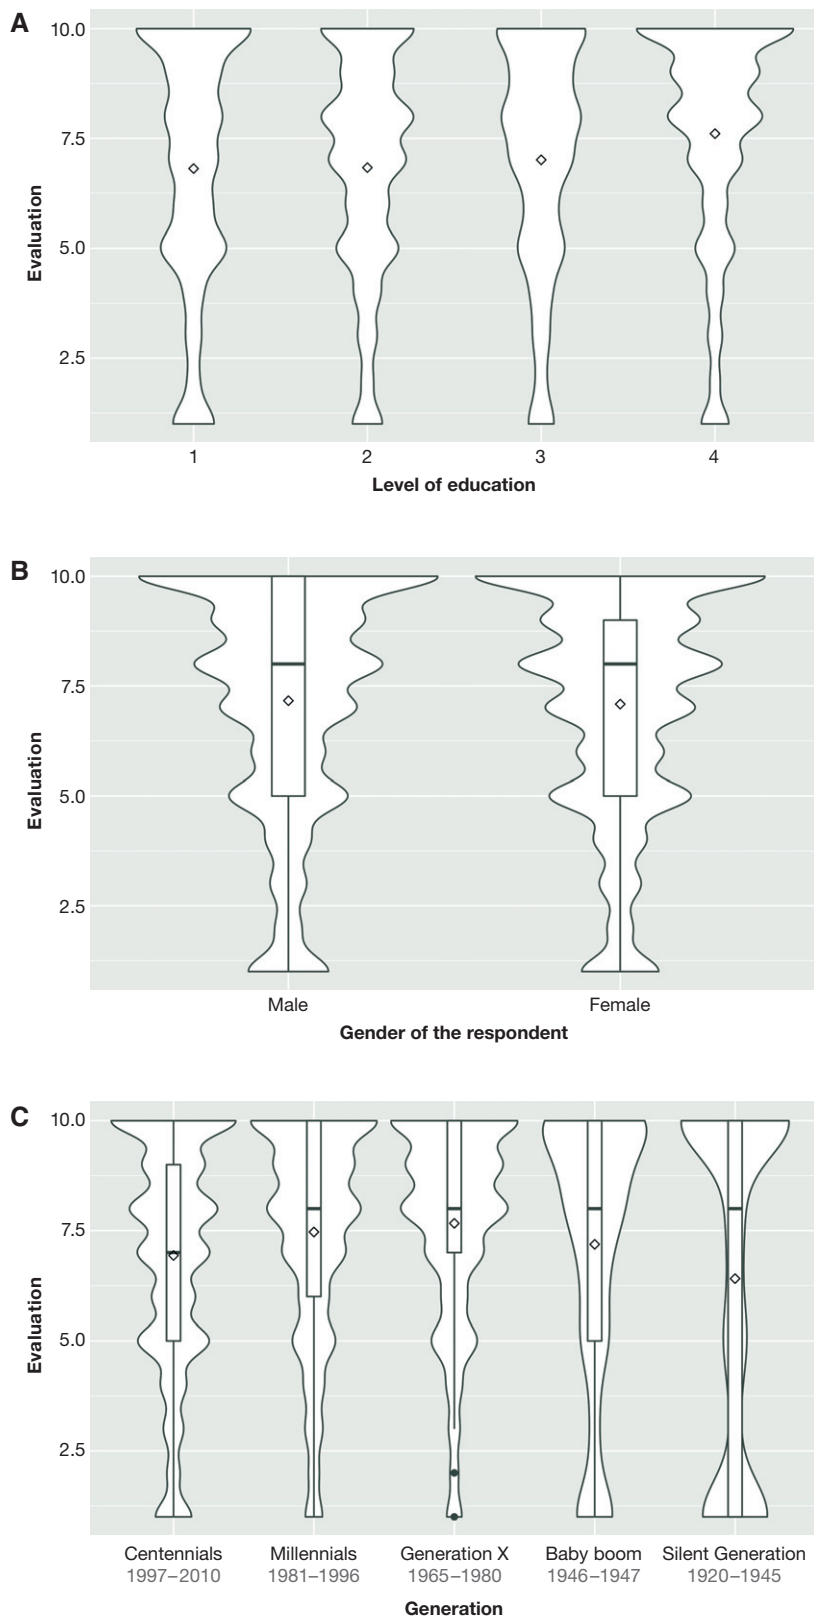 A
10.0
7.5
5.0
2.5
Evaluation
1 2 3 4
Level of education
B
10.0
7.5
5.0
2.5
Evaluation
Male Female
Gender of the respondent
C
10.0
7.5
5.0
2.5
Evaluation
Centennials Millennials Generation X Baby boom Silent Generation
1997–2010 1981–1996 1965–1980 1946–1947 1920–1945
Generation